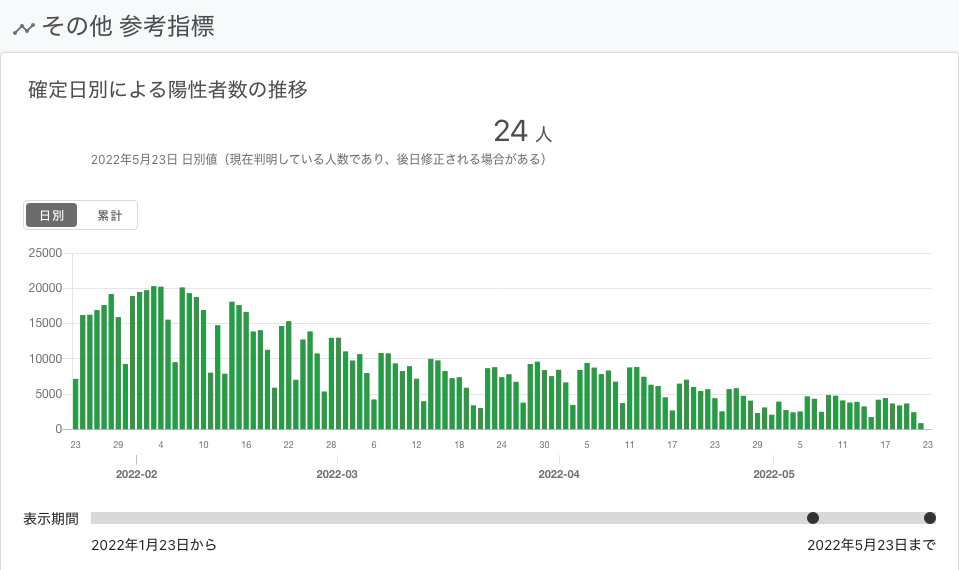 その他 参考指標
確定日別による陽性者数の推移
24 人
2022年5月23日 日別値（現在判明している人数であり、後日修正される場合がある）
日別 累計
25000
20000
15000
10000
5000
0
23 29 4 10 16 22 28 6 12 18 24 30 5 11 17 23 29 5 11 17 23
2022-02 2022-03 2022-04 2022-05
表示期間
2022年1月23日から 2022年5月23日まで